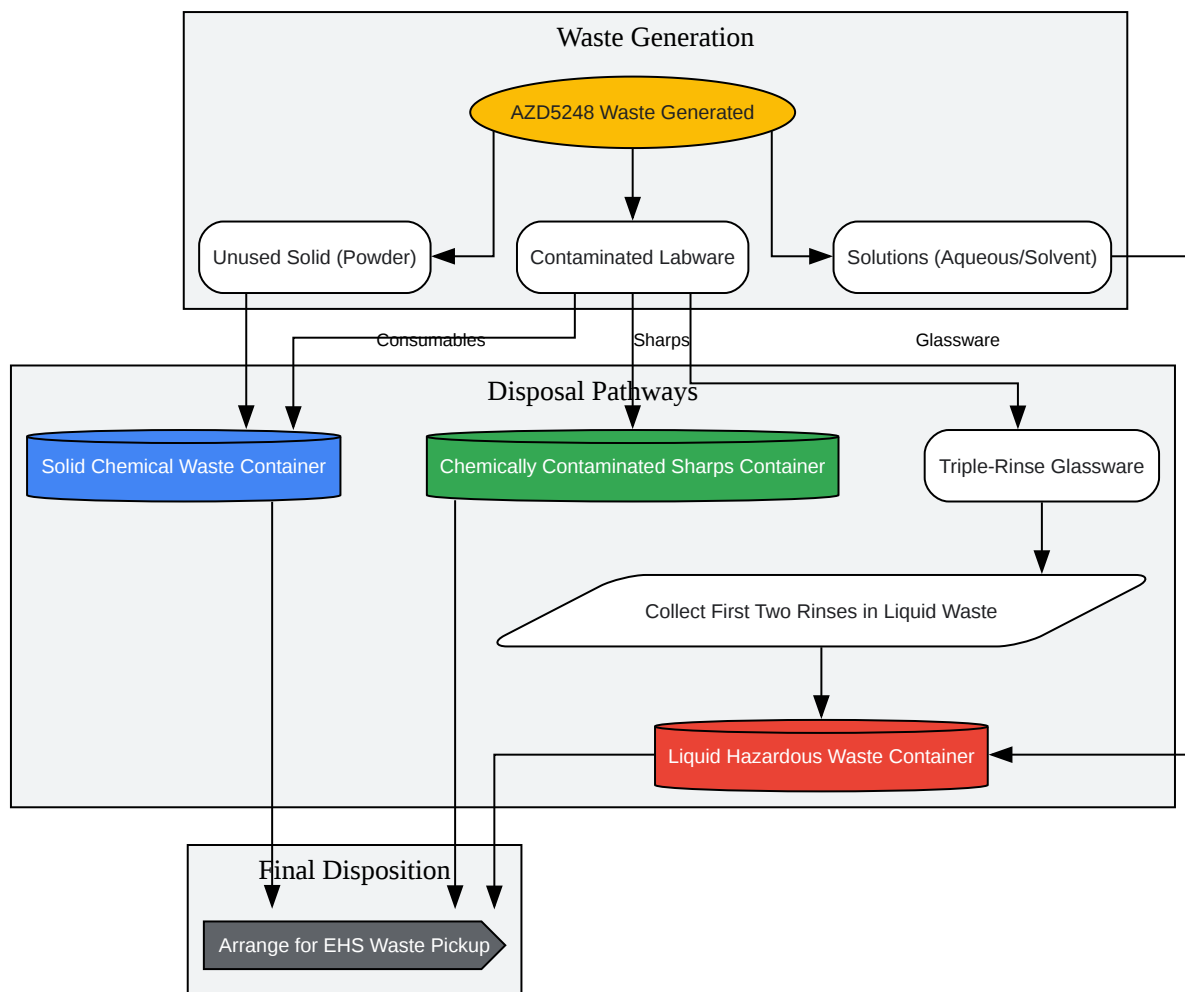 Waste Generation
AZD5248 Waste Generated
Unused Solid (Powder)
Contaminated Labware
Solutions (Aqueous/Solvent)
Consumables
Sharps
Glassware
Disposal Pathways
Solid Chemical Waste Container
Chemically Contaminated Sharps Container
Triple-Rinse Glassware
Collect First Two Rinses in Liquid Waste
Liquid Hazardous Waste Container
Final Disposition
Arrange for EHS Waste Pickup